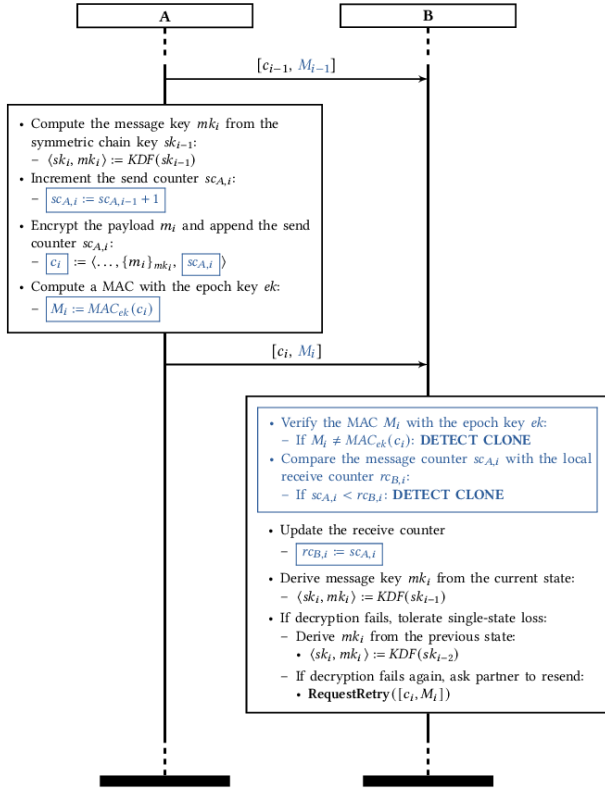 A
B
[c_{i−1}, M_{i−1}]
• Compute the message key mk_i from the
symmetric chain key sk_{i−1}:
– ⟨sk_i, mk_i⟩ := KDF(sk_{i−1})
• Increment the send counter sc_{A,i}:
– sc_{A,i} := sc_{A,i−1} + 1
• Encrypt the payload m_i and append the send
counter sc_{A,i}:
– c_i := ⟨…, {m_i}_{mk_i}, sc_{A,i}⟩
• Compute a MAC with the epoch key ek:
– M_i := MAC_{ek}(c_i)
[c_i, M_i]
• Verify the MAC M_i with the epoch key ek:
– If M_i ≠ MAC_{ek}(c_i): DETECT CLONE
• Compare the message counter sc_{A,i} with the local
receive counter rc_{B,i}:
– If sc_{A,i} < rc_{B,i}: DETECT CLONE
• Update the receive counter
– rc_{B,i} := sc_{A,i}
• Derive message key mk_i from the current state:
– ⟨sk_i, mk_i⟩ := KDF(sk_{i−1})
• If decryption fails, tolerate single-state loss:
– Derive mk_i from the previous state:
• ⟨sk_i, mk_i⟩ := KDF(sk_{i−2})
– If decryption fails again, ask partner to resend:
• RequestRetry([c_i, M_i])